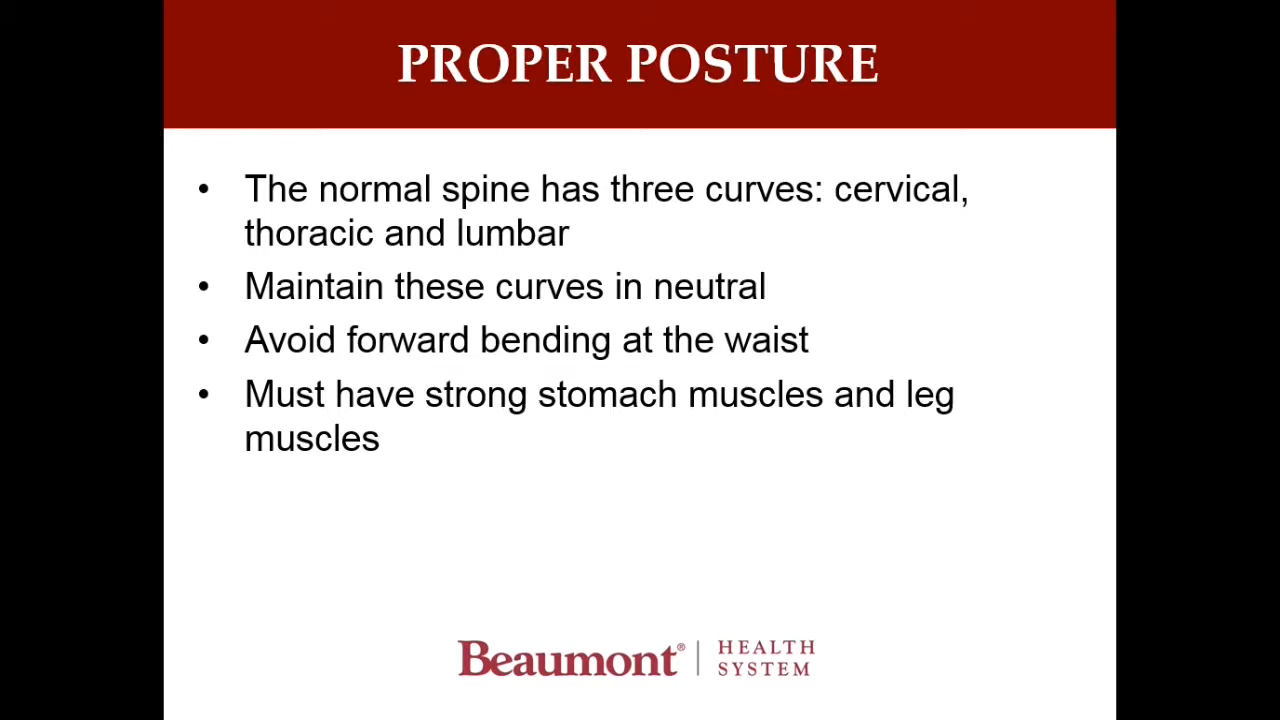 PROPER POSTURE
• The normal spine has three curves: cervical,
thoracic and lumbar
• Maintain these curves in neutral
• Avoid forward bending at the waist
• Must have strong stomach muscles and leg
muscles
Beaumont® | HEALTH
SYSTEM